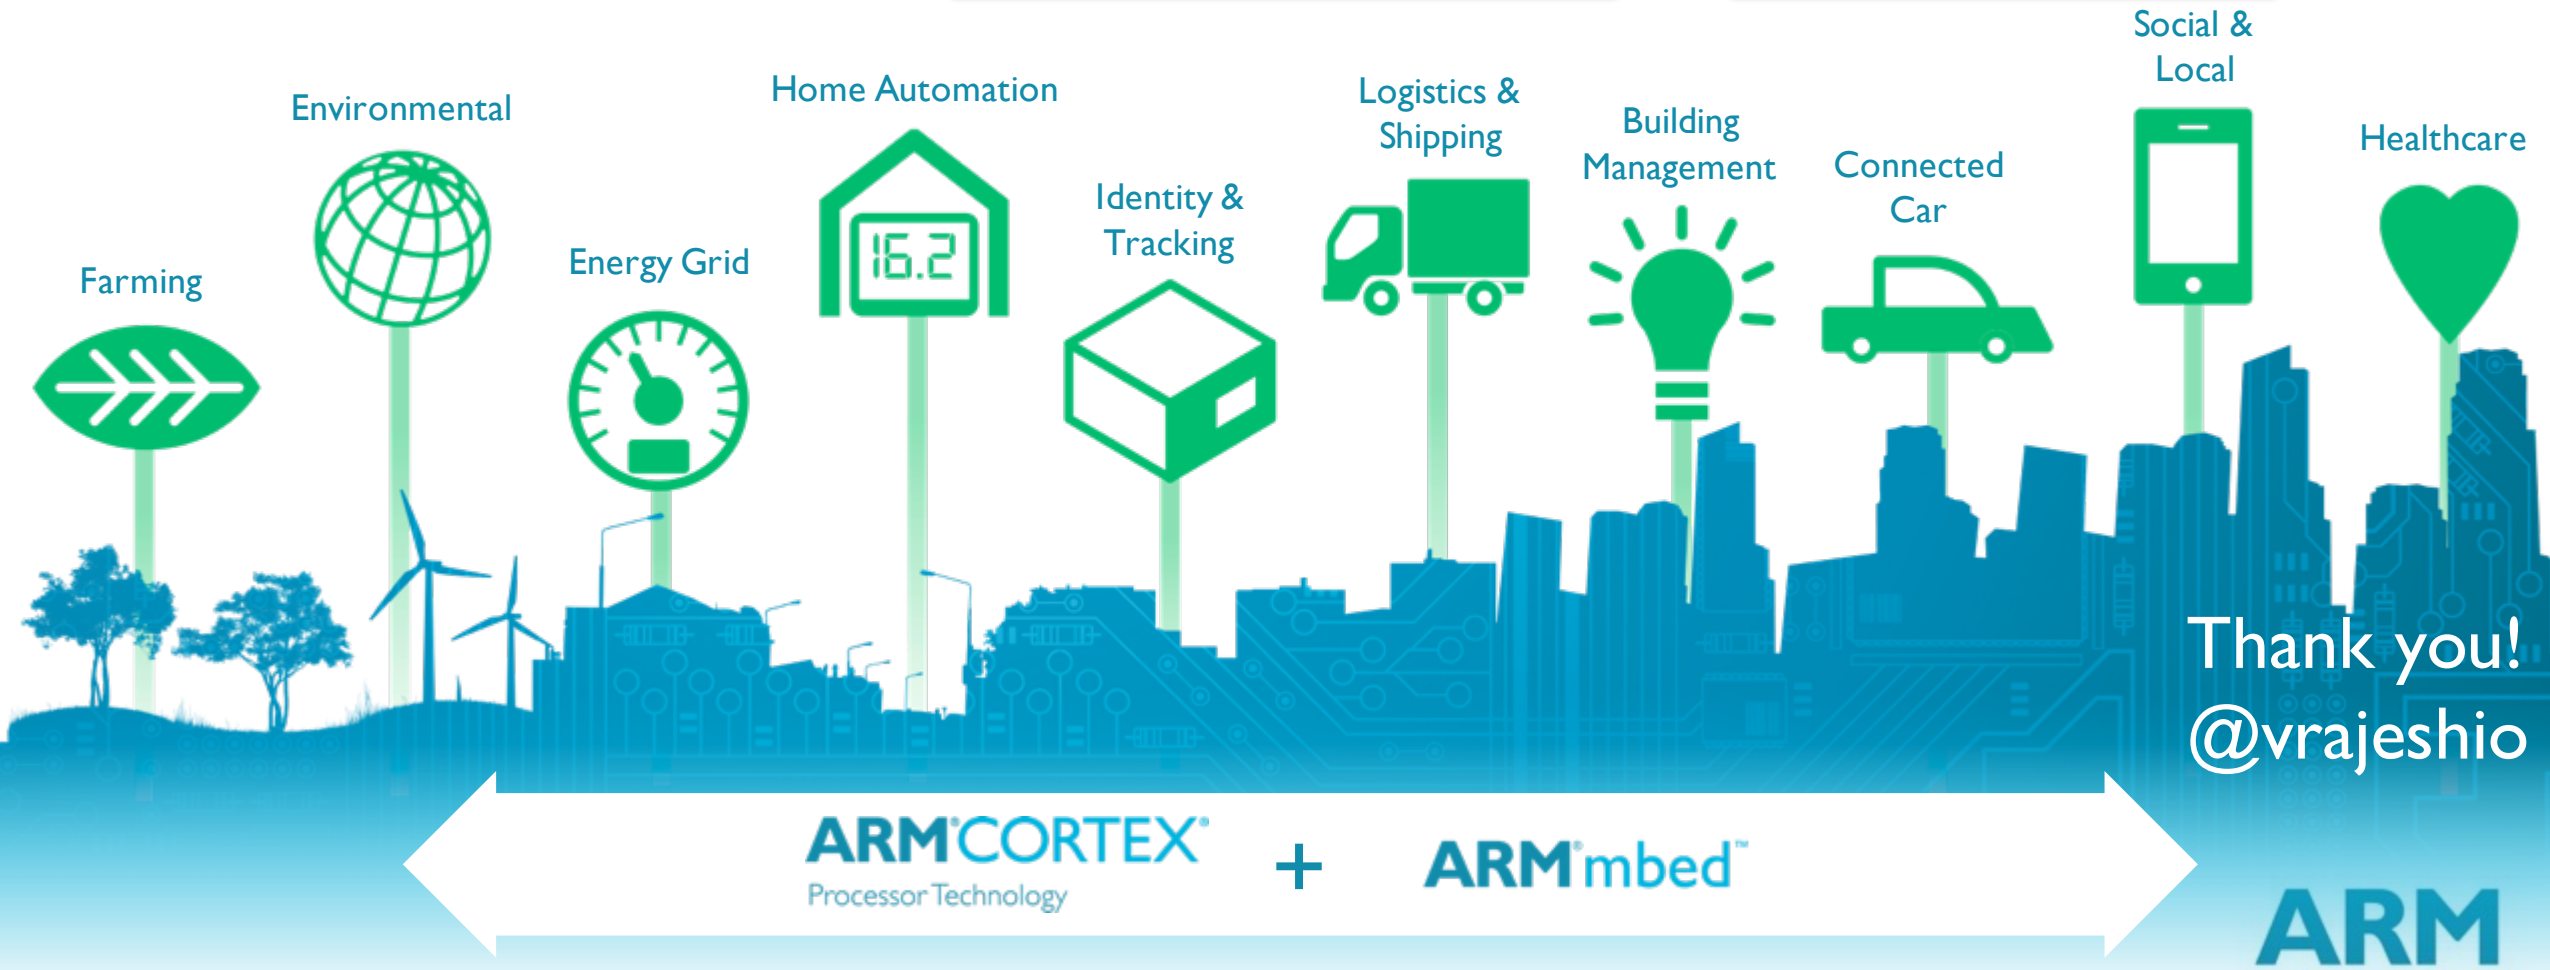 Social &
Local
Home Automation
Logistics &
Shipping
Environmental
Building
Management
Healthcare
Connected
Car
Identity &
Tracking
16.2
Energy Grid
Farming
Thank you!
@vrajeshio
ARM®CORTEX®
Processor Technology
+
ARM®mbed™
ARM